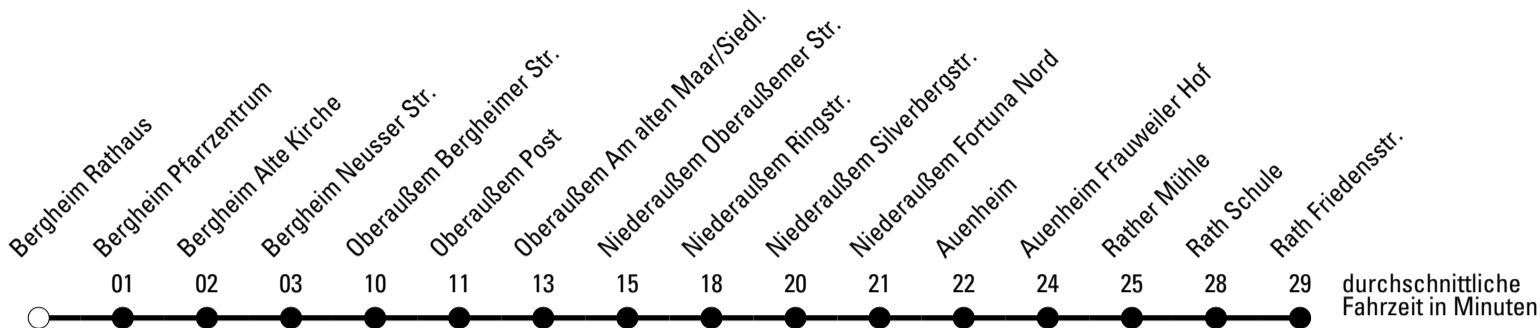 Bergheim Rathaus
Bergheim Pfarrzentrum
Bergheim Alte Kirche
Bergheim Neusser Str.
Oberaußem Bergheimer Str.
Oberaußem Post
Oberaußem Am alten Maar/Siedl.
Niederaußem Oberaußemer Str.
Niederaußem Ringstr.
Niederaußem Silverbergstr.
Niederaußem Fortuna Nord
Auenheim
Auenheim Frauweiler Hof
Rather Mühle
Rath Schule
Rath Friedensstr.
01 02 03 10 11 13 15 18 20 21 22 24 25 28 29
durchschnittliche
Fahrzeit in Minuten